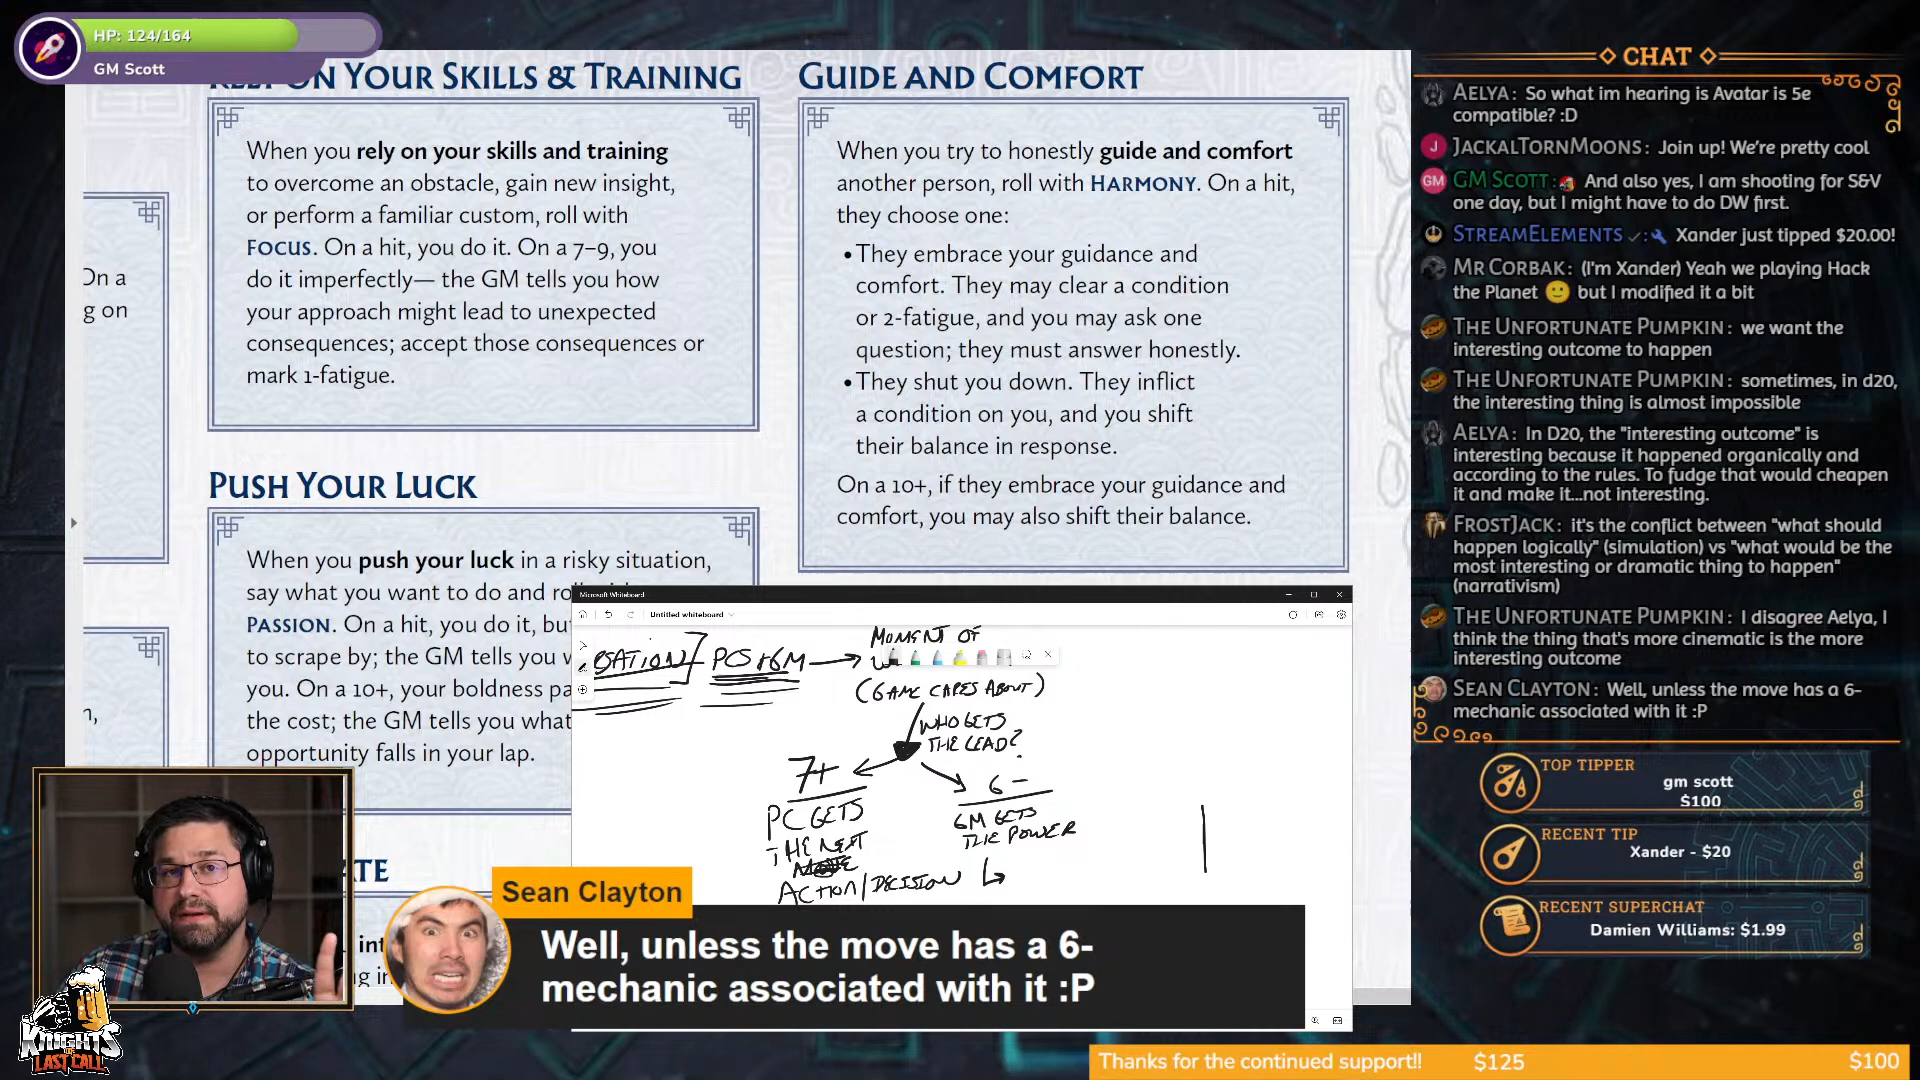 HP: 124/164
GM Scott
RELY ON YOUR SKILLS & TRAINING
When you rely on your skills and training
to overcome an obstacle, gain new insight,
or perform a familiar custom, roll with
FOCUS. On a hit, you do it. On a 7–9, you
do it imperfectly— the GM tells you how
your approach might lead to unexpected
consequences; accept those consequences or
mark 1-fatigue.
On a
g on
n,
PUSH YOUR LUCK
When you push your luck in a risky situation,
say what you want to do and ro
PASSION. On a hit, you do it, bu
to scrape by; the GM tells you
you. On a 10+, your boldness pa
the cost; the GM tells you what
opportunity falls in your lap.
ATE
int
g in
GUIDE AND COMFORT
When you try to honestly guide and comfort
another person, roll with HARMONY. On a hit,
they choose one:
•They embrace your guidance and
comfort. They may clear a condition
or 2-fatigue, and you may ask one
question; they must answer honestly.
•They shut you down. They inflict
a condition on you, and you shift
their balance in response.
On a 10+, if they embrace your guidance and
comfort, you may also shift their balance.
Microsoft Whiteboard
Untitled whiteboard
SATION] PCS+GM
MOMENT OF
(GAME CARES ABOUT)
WHO GETS
THE LEAD?
7+
PC GETS
THE NEXT
ACTION/DECISION
6-
GM GETS
THE POWER
Sean Clayton
Well, unless the move has a 6-
mechanic associated with it :P
KNIGHTS
OF
LAST CALL
CHAT
AELYA: So what im hearing is Avatar is 5e
compatible? :D
J
JACKALTORNMOONS: Join up! We're pretty cool
GM
GM SCOTT: And also yes, I am shooting for S&V
one day, but I might have to do DW first.
STREAMELEMENTS ✓: Xander just tipped $20.00!
MR CORBAK: (I'm Xander) Yeah we playing Hack
the Planet 🙂 but I modified it a bit
THE UNFORTUNATE PUMPKIN: we want the
interesting outcome to happen
THE UNFORTUNATE PUMPKIN: sometimes, in d20,
the interesting thing is almost impossible
AELYA: In D20, the "interesting outcome" is
interesting because it happened organically and
according to the rules. To fudge that would cheapen
it and make it...not interesting.
FROSTJACK: it's the conflict between "what should
happen logically" (simulation) vs "what would be the
most interesting or dramatic thing to happen"
(narrativism)
THE UNFORTUNATE PUMPKIN: I disagree Aelya, I
think the thing that's more cinematic is the more
interesting outcome
SEAN CLAYTON: Well, unless the move has a 6-
mechanic associated with it :P
TOP TIPPER
gm scott
$100
RECENT TIP
Xander - $20
RECENT SUPERCHAT
Damien Williams: $1.99
Thanks for the continued support!! $125 $100